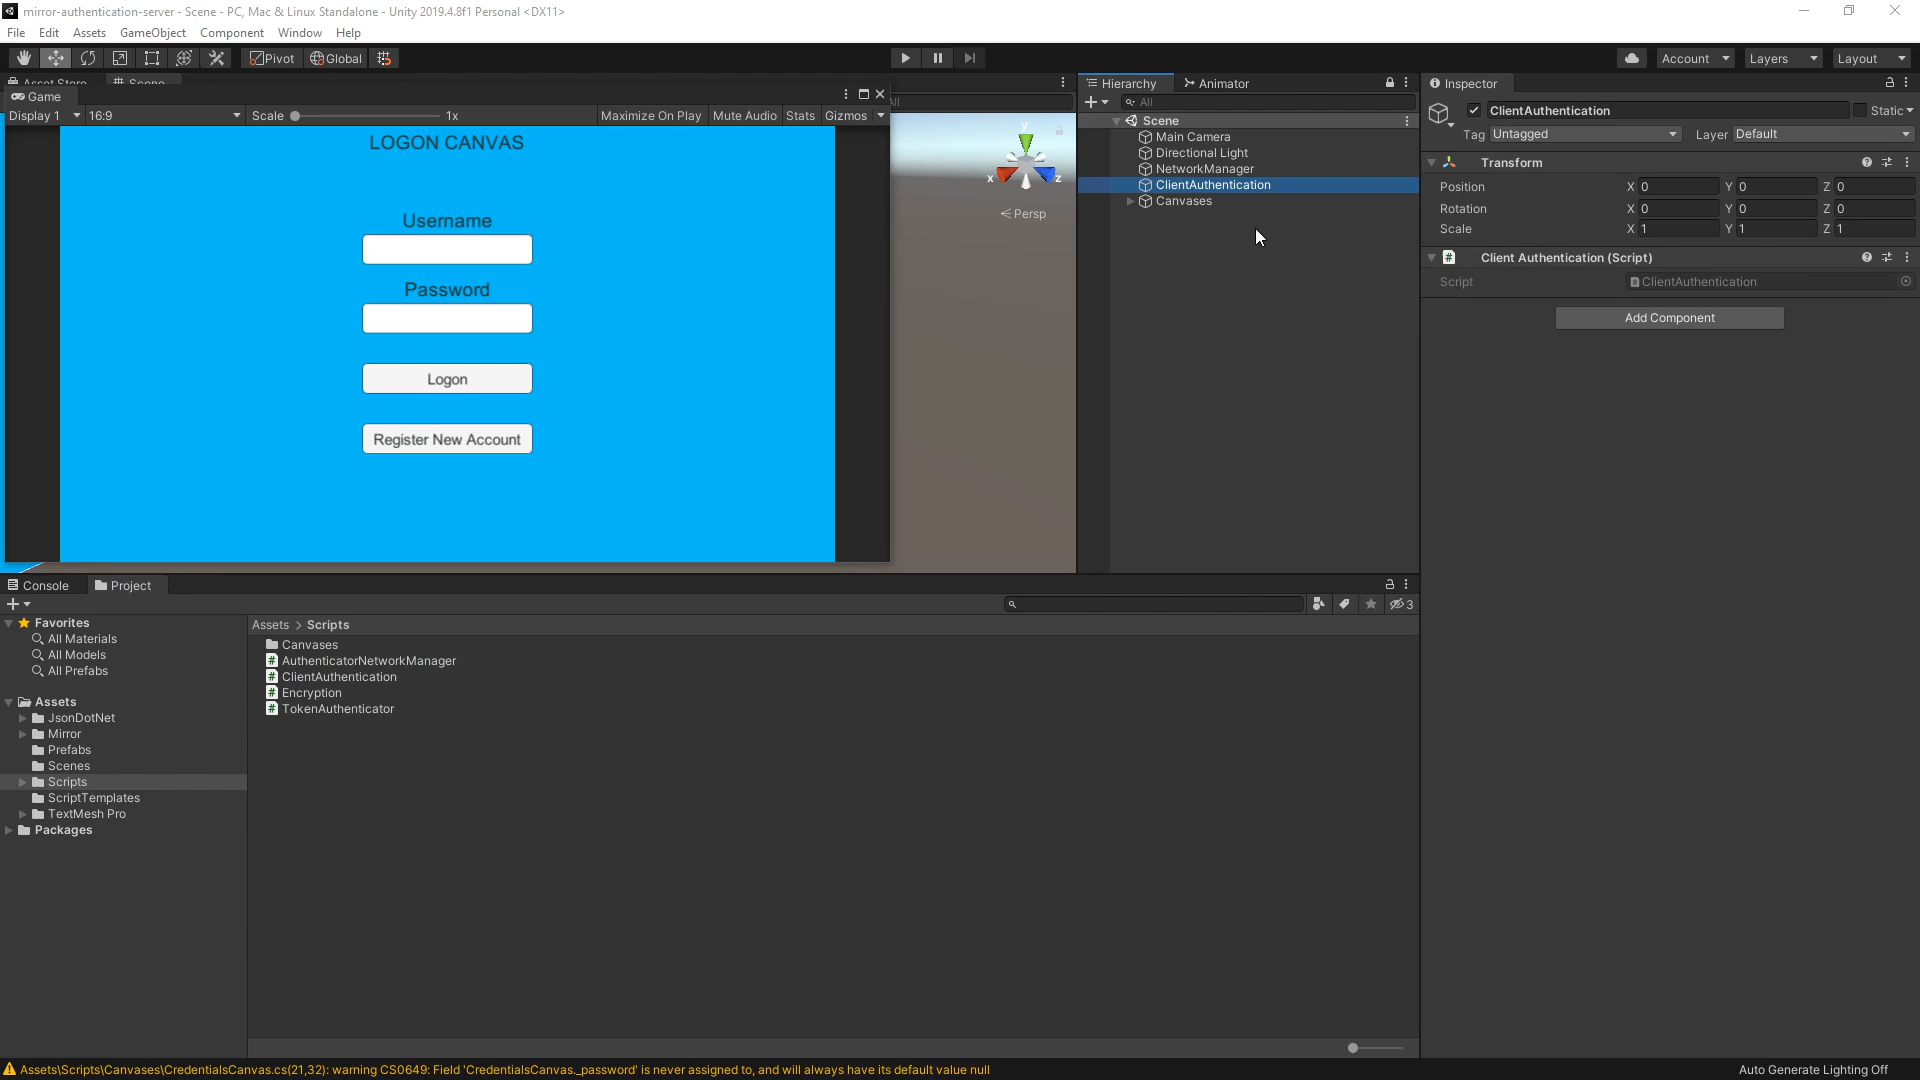 mirror-authentication-server - Scene - PC, Mac & Linux Standalone - Unity 2019.4.8f1 Personal <DX11>
File Edit Assets GameObject Component Window Help
Pivot Global Account Layers Layout
Asset Store Scene
Game
Display 1 16:9 Scale 1x Maximize On Play Mute Audio Stats Gizmos
All
LOGON CANVAS
Username
Password
Logon
Register New Account
y
x z
Persp
Hierarchy Animator
All
Scene
Main Camera
Directional Light
NetworkManager
ClientAuthentication
Canvases
Inspector
ClientAuthentication Static
Tag Untagged Layer Default
Transform
Position X 0 Y 0 Z 0
Rotation X 0 Y 0 Z 0
Scale X 1 Y 1 Z 1
# Client Authentication (Script)
Script ClientAuthentication
Add Component
Console Project
3
Favorites
All Materials
All Models
All Prefabs
Assets
JsonDotNet
Mirror
Prefabs
Scenes
Scripts
ScriptTemplates
TextMesh Pro
Packages
Assets > Scripts
Canvases
# AuthenticatorNetworkManager
# ClientAuthentication
# Encryption
# TokenAuthenticator
Assets\Scripts\Canvases\CredentialsCanvas.cs(21,32): warning CS0649: Field 'CredentialsCanvas._password' is never assigned to, and will always have its default value null
Auto Generate Lighting Off